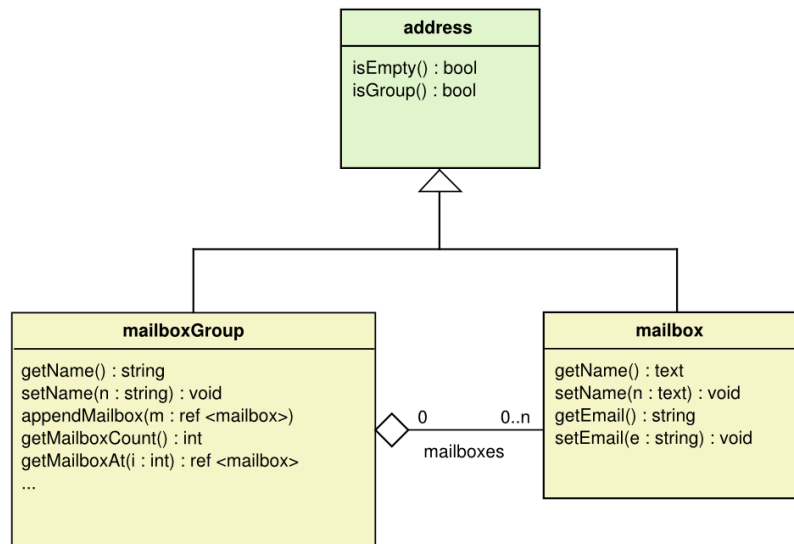 address
isEmpty() : bool
isGroup() : bool
mailboxGroup
getName() : string
setName(n : string) : void
appendMailbox(m : ref <mailbox>)
getMailboxCount() : int
getMailboxAt(i : int) : ref <mailbox>
...
0
0..n
mailboxes
mailbox
getName() : text
setName(n : text) : void
getEmail() : string
setEmail(e : string) : void